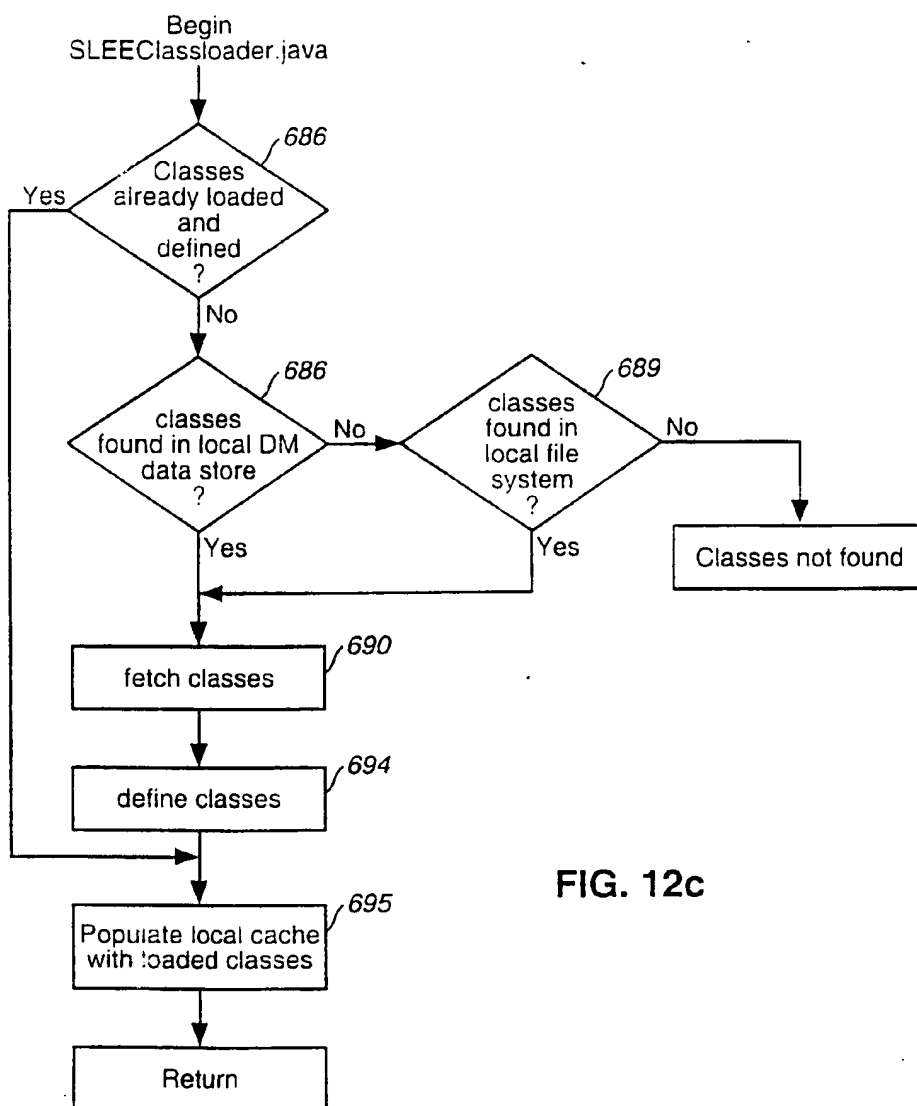 Begin
SLEEClassloader.java
686
Classes
already loaded
and
defined
?
Yes
No
686
classes
found in local DM
data store
?
No
689
classes
found in
local file
system
?
No
Yes
Yes
Classes not found
690
fetch classes
694
define classes
FIG. 12c
695
Populate local cache
with loaded classes
Return